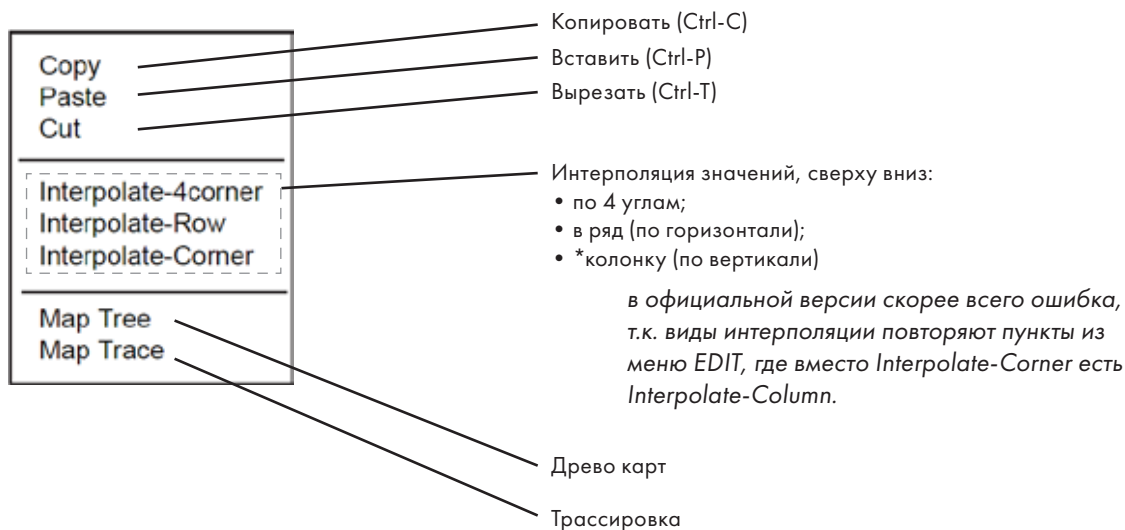 Copy
Paste
Cut
Interpolate-4corner
Interpolate-Row
Interpolate-Corner
Map Tree
Map Trace
Копировать (Ctrl-C)
Вставить (Ctrl-P)
Вырезать (Ctrl-T)
Интерполяция значений, сверху вниз:
• по 4 углам;
• в ряд (по горизонтали);
• *колонку (по вертикали)
в официальной версии скорее всего ошибка,
т.к. виды интерполяции повторяют пункты из
меню EDIT, где вместо Interpolate-Corner есть
Interpolate-Column.
Древо карт
Трассировка